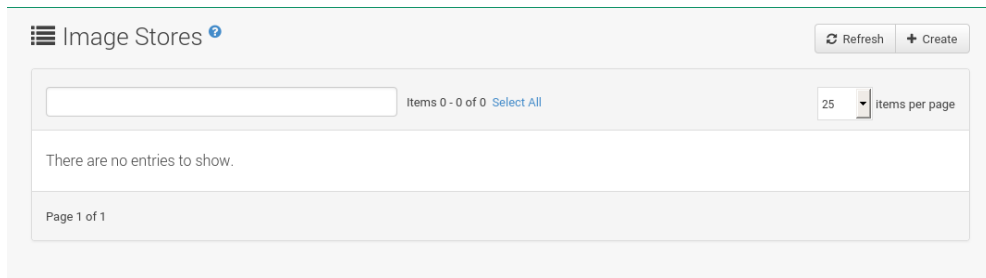 Image Stores ?
Refresh + Create
Items 0 - 0 of 0 Select All
25 items per page
There are no entries to show.
Page 1 of 1